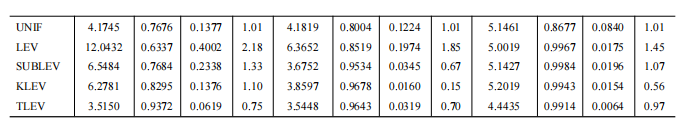 UNIF 4.1745 0.7676 0.1377 1.01 4.1819 0.8004 0.1224 1.01 5.1461 0.8677 0.0840 1.01
LEV 12.0432 0.6337 0.4002 2.18 6.3652 0.8519 0.1974 1.85 5.0019 0.9967 0.0175 1.45
SUBLEV 6.5484 0.7684 0.2338 1.33 3.6752 0.9534 0.0345 0.67 5.1427 0.9984 0.0196 1.07
KLEV 6.2781 0.8295 0.1376 1.10 3.8597 0.9678 0.0160 0.15 5.2019 0.9943 0.0154 0.56
TLEV 3.5150 0.9372 0.0619 0.75 3.5448 0.9643 0.0319 0.70 4.4435 0.9914 0.0064 0.97